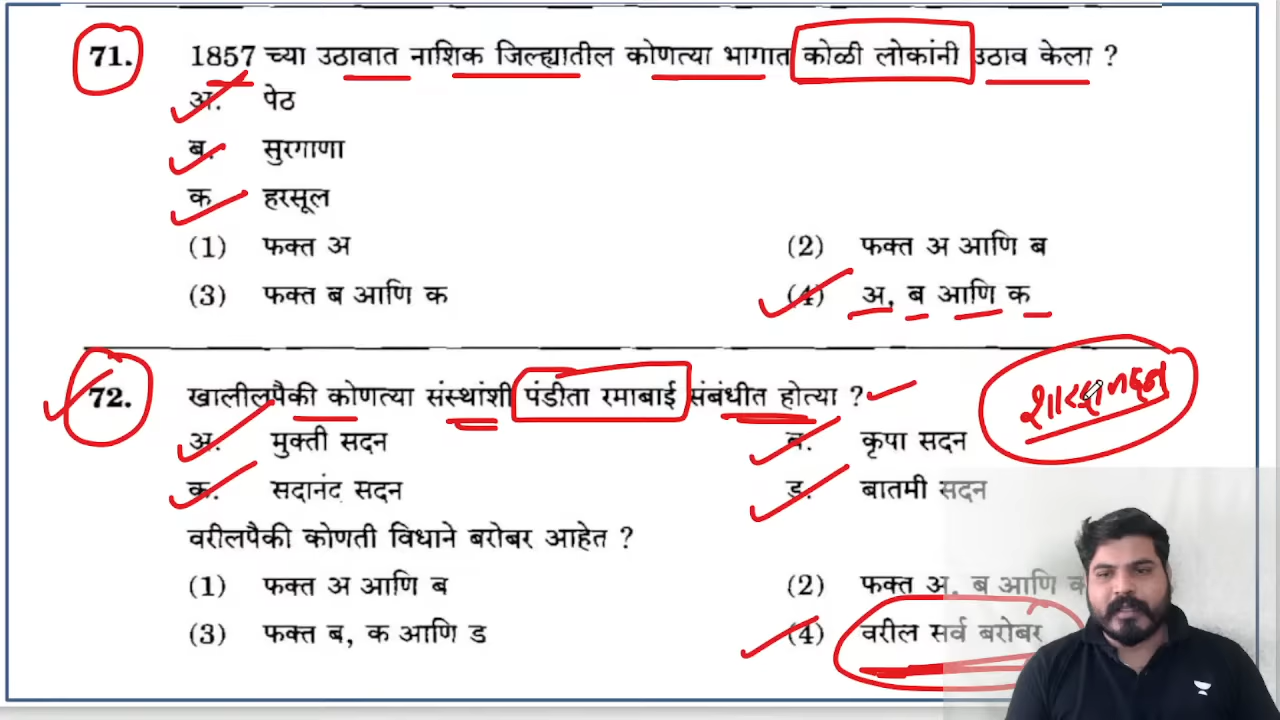 71. 1857 च्या उठावात नाशिक जिल्ह्यातील कोणत्या भागात कोळी लोकांनी उठाव केला ?
अ. पेठ
ब. सुरगाणा
क हरसूल
(1) फक्त अ (2) फक्त अ आणि ब
(3) फक्त ब आणि क (4) अ, ब आणि क
72. खालीलपैकी कोणत्या संस्थांशी पंडीता रमाबाई संबंधीत होत्या ?
अ. मुक्ती सदन ब. कृपा सदन
क. सदानंद सदन ड. बातमी सदन
वरीलपैकी कोणती विधाने बरोबर आहेत ?
(1) फक्त अ आणि ब (2) फक्त अ, ब आणि क
(3) फक्त ब, क आणि ड (4) वरील सर्व बरोबर